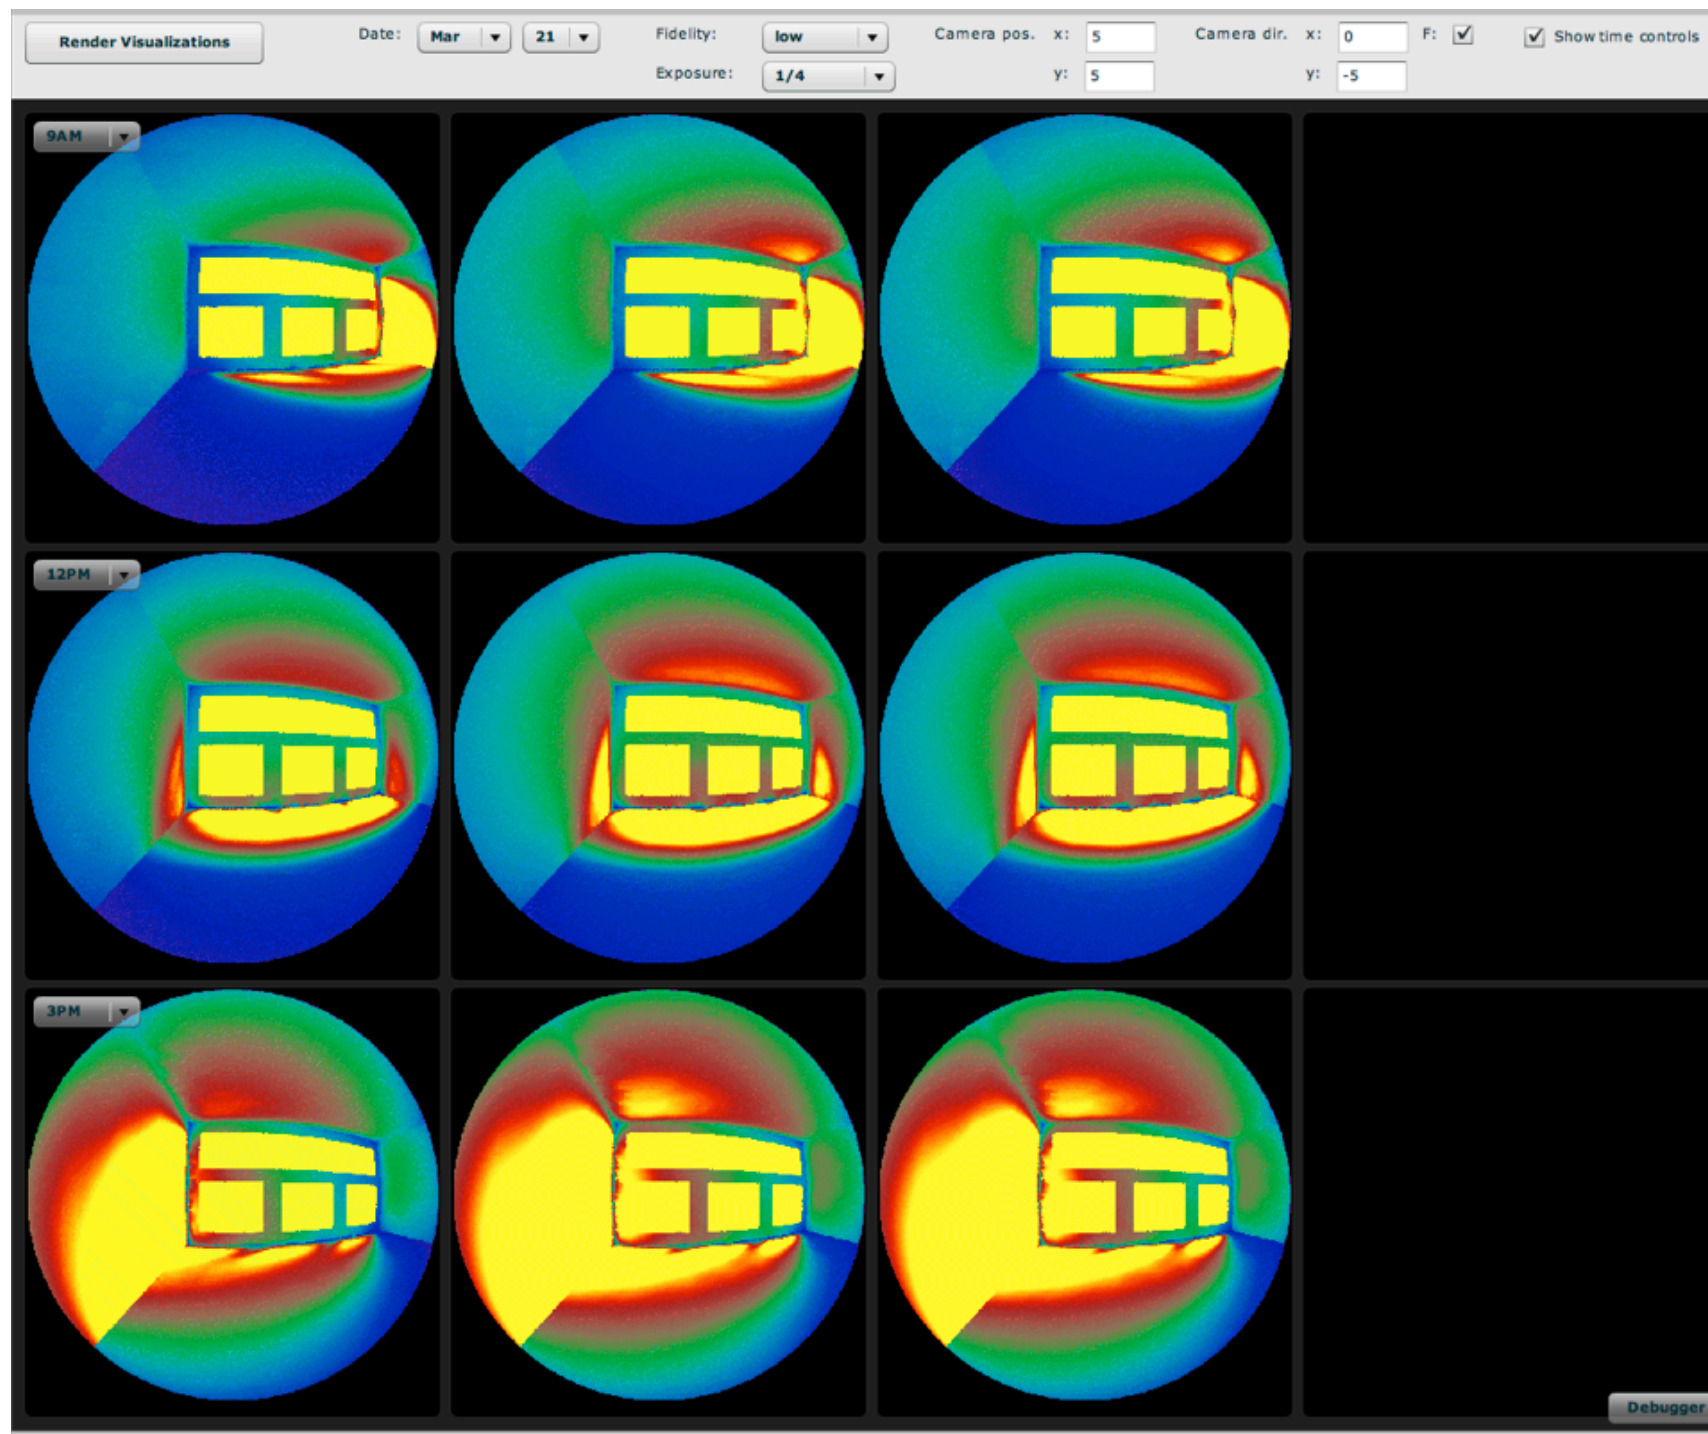 Render Visualizations Date: Mar 21 Fidelity: low Camera pos. x: 5 Camera dir. x: 0 F: Show time controls
Exposure: 1/4 y: 5 y: -5
9AM
12PM
3PM
Debugger